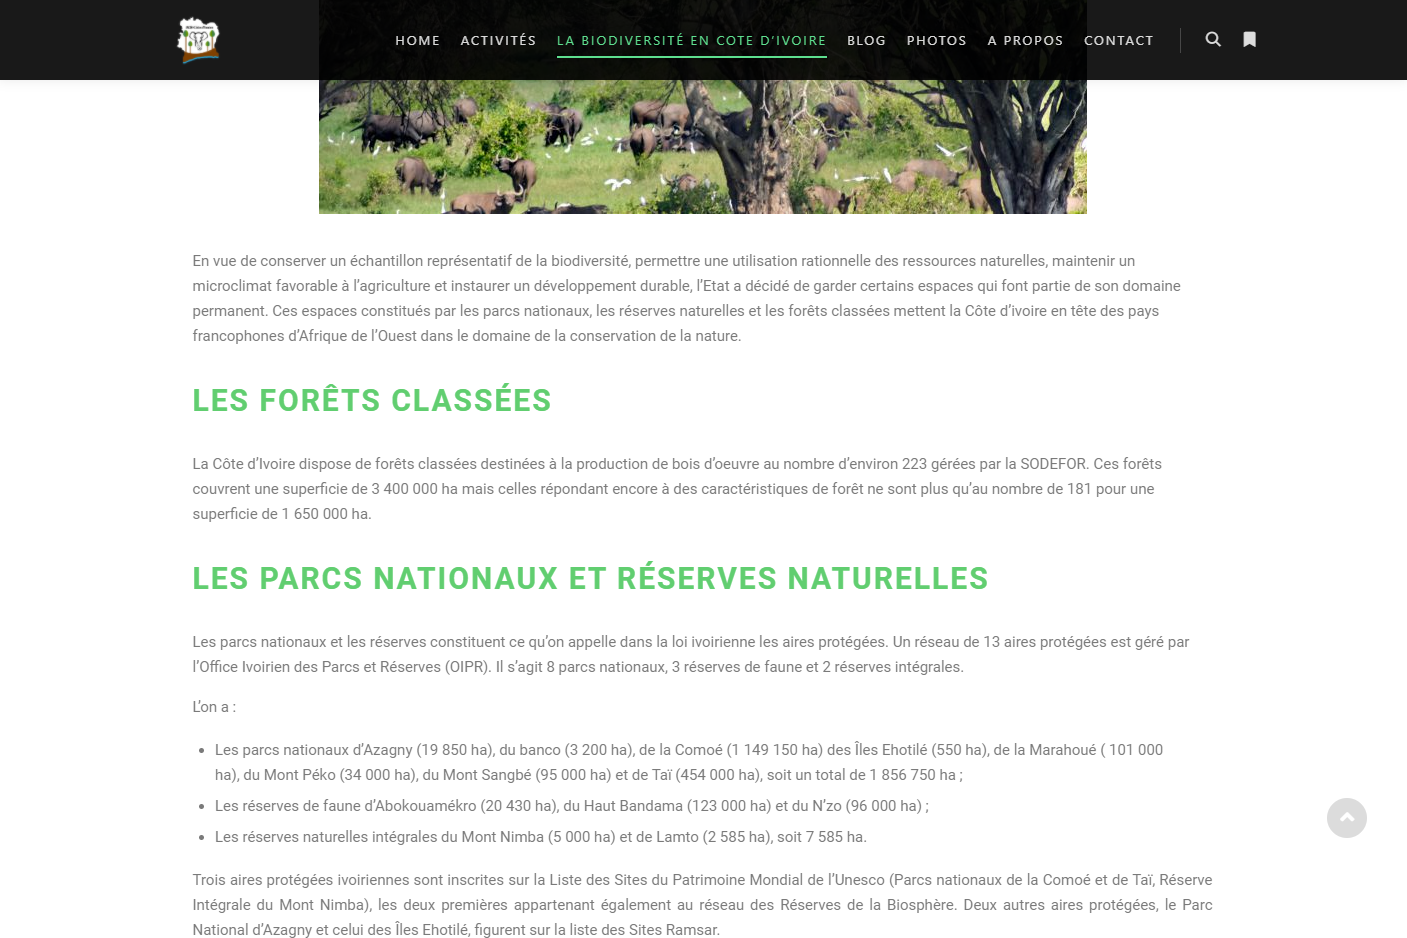 HOME ACTIVITÉS LA BIODIVERSITÉ EN COTE D’IVOIRE BLOG PHOTOS A PROPOS CONTACT
En vue de conserver un échantillon représentatif de la biodiversité, permettre une utilisation rationnelle des ressources naturelles, maintenir un
microclimat favorable à l’agriculture et instaurer un développement durable, l’Etat a décidé de garder certains espaces qui font partie de son domaine
permanent. Ces espaces constitués par les parcs nationaux, les réserves naturelles et les forêts classées mettent la Côte d’ivoire en tête des pays
francophones d’Afrique de l’Ouest dans le domaine de la conservation de la nature.
LES FORÊTS CLASSÉES
La Côte d’Ivoire dispose de forêts classées destinées à la production de bois d’oeuvre au nombre d’environ 223 gérées par la SODEFOR. Ces forêts
couvrent une superficie de 3 400 000 ha mais celles répondant encore à des caractéristiques de forêt ne sont plus qu’au nombre de 181 pour une
superficie de 1 650 000 ha.
LES PARCS NATIONAUX ET RÉSERVES NATURELLES
Les parcs nationaux et les réserves constituent ce qu’on appelle dans la loi ivoirienne les aires protégées. Un réseau de 13 aires protégées est géré par
l’Office Ivoirien des Parcs et Réserves (OIPR). Il s’agit 8 parcs nationaux, 3 réserves de faune et 2 réserves intégrales.
L’on a :
• Les parcs nationaux d’Azagny (19 850 ha), du banco (3 200 ha), de la Comoé (1 149 150 ha) des Îles Ehotilé (550 ha), de la Marahoué ( 101 000
ha), du Mont Péko (34 000 ha), du Mont Sangbé (95 000 ha) et de Taï (454 000 ha), soit un total de 1 856 750 ha ;
• Les réserves de faune d’Abokouamékro (20 430 ha), du Haut Bandama (123 000 ha) et du N’zo (96 000 ha) ;
• Les réserves naturelles intégrales du Mont Nimba (5 000 ha) et de Lamto (2 585 ha), soit 7 585 ha.
Trois aires protégées ivoiriennes sont inscrites sur la Liste des Sites du Patrimoine Mondial de l’Unesco (Parcs nationaux de la Comoé et de Taï, Réserve
Intégrale du Mont Nimba), les deux premières appartenant également au réseau des Réserves de la Biosphère. Deux autres aires protégées, le Parc
National d’Azagny et celui des Îles Ehotilé, figurent sur la liste des Sites Ramsar.